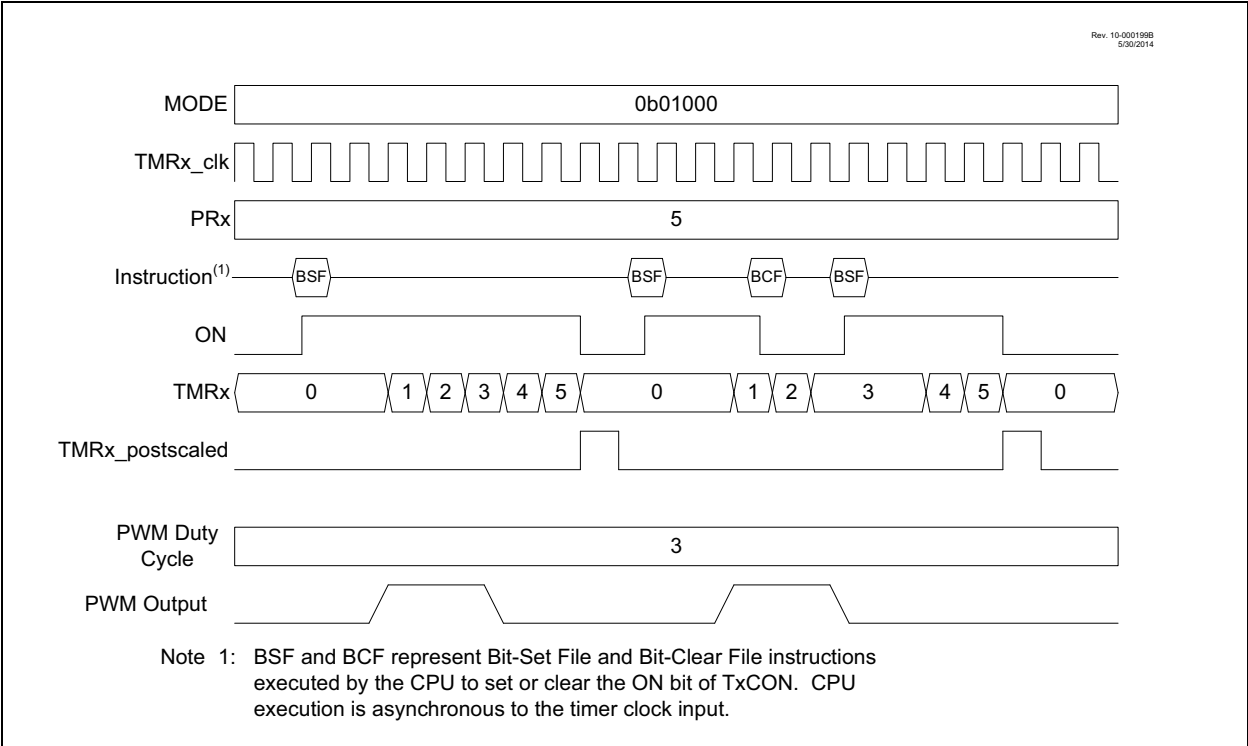 Rev. 10-000199B
5/30/2014
MODE 0b01000
TMRx_clk
PRx 5
Instruction(1) BSF BSF BCF BSF
ON
TMRx 0 1 2 3 4 5 0 1 2 3 4 5 0
TMRx_postscaled
PWM Duty
Cycle 3
PWM Output
Note 1: BSF and BCF represent Bit-Set File and Bit-Clear File instructions
executed by the CPU to set or clear the ON bit of TxCON. CPU
execution is asynchronous to the timer clock input.